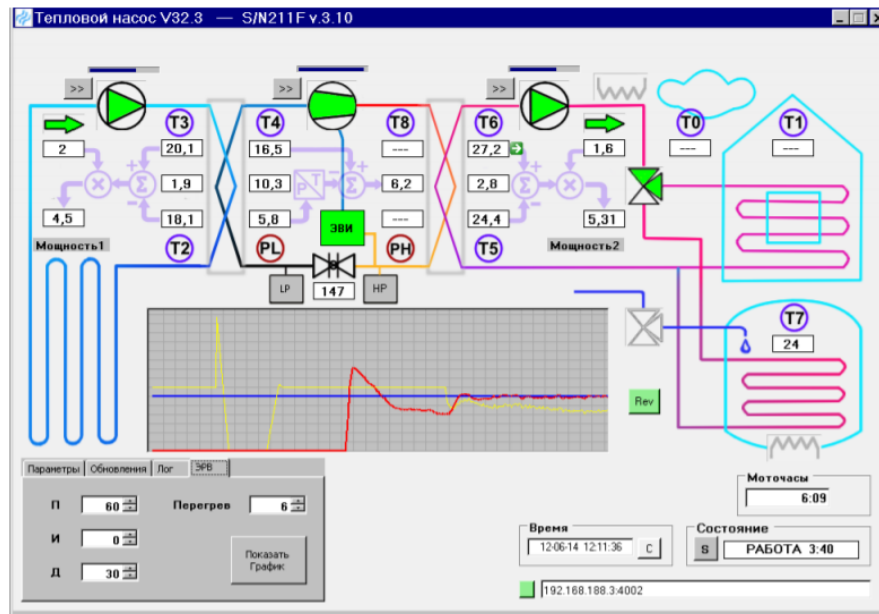 Тепловой насос V32.3 — S/N211F v.3.10
>> >> >>
T3 T4 T8 T6 T0 T1
2 20,1 16,5 --- 27,2 1,6 --- ---
1,9 10,3 6,2 2,8
4,5 18,1 5,8 --- 24,4 5,31
P T
ЭВИ
Мощность1 T2 PL PH T5 Мощность2
LP 147 HP
T7
24
Rev
Параметры Обновления Лог ЭРВ
П 60 Перегрев 6
И 0
Д 30
Показать
График
Моточасы
6:09
Время
12-06-14 12:11:36 C
Состояние
S РАБОТА 3:40
192.168.188.3:4002